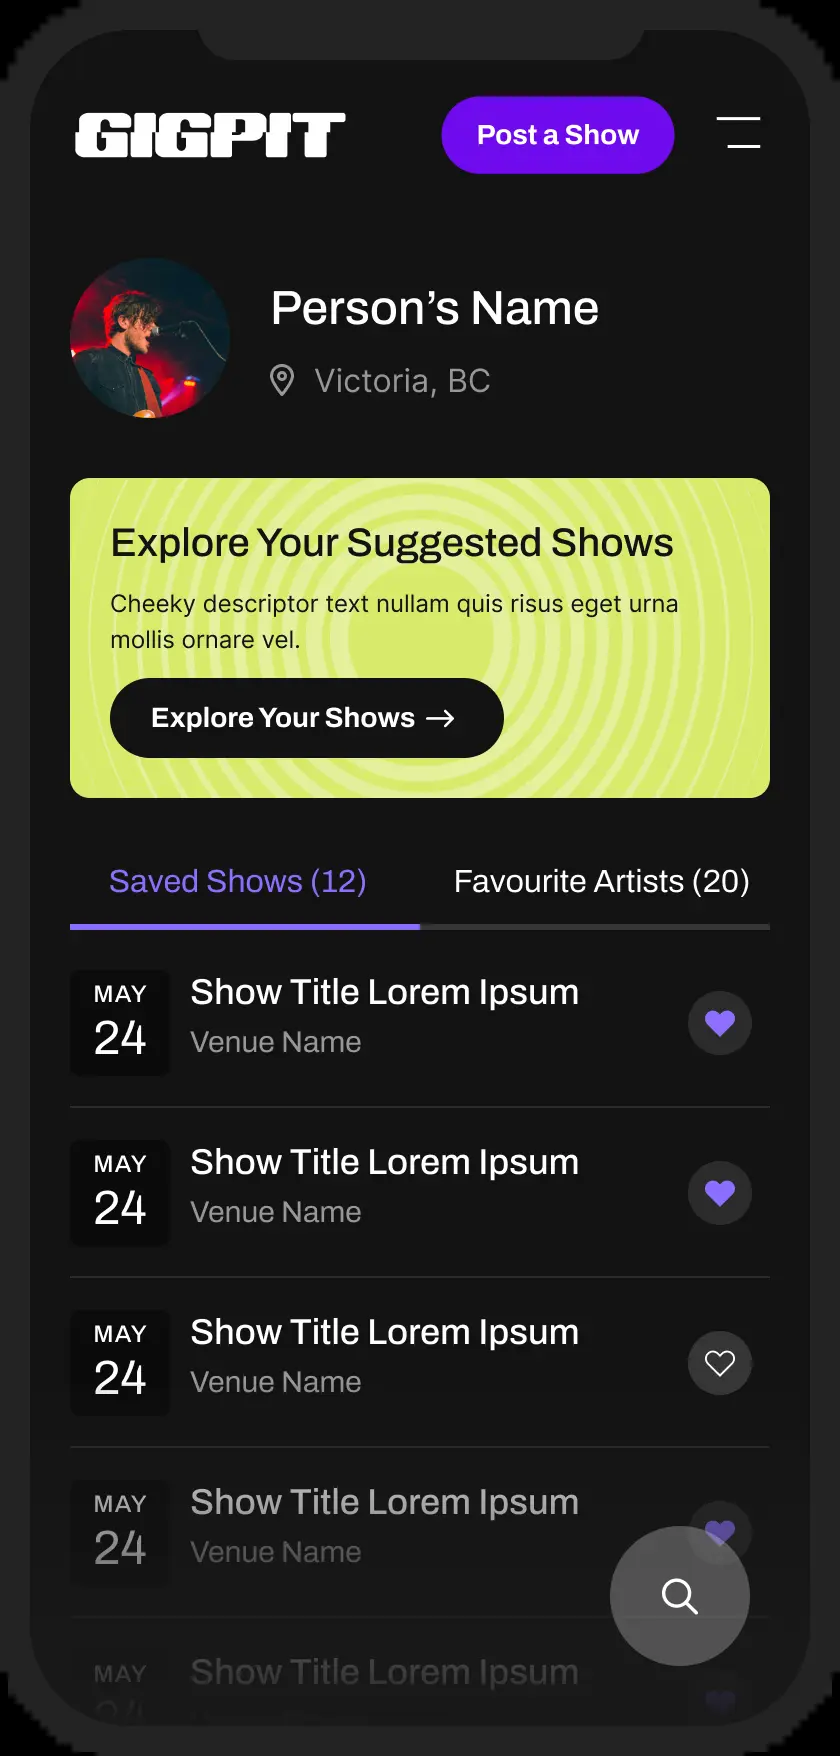 GIGPIT
Post a Show
Person’s Name
Victoria, BC
Explore Your Suggested Shows
Cheeky descriptor text nullam quis risus eget urna
mollis ornare vel.
Explore Your Shows →
Saved Shows (12)
Favourite Artists (20)
MAY
24
Show Title Lorem Ipsum
Venue Name
MAY
24
Show Title Lorem Ipsum
Venue Name
MAY
24
Show Title Lorem Ipsum
Venue Name
MAY
24
Show Title Lorem Ipsum
Venue Name
MAY
Show Title Lorem Ipsum